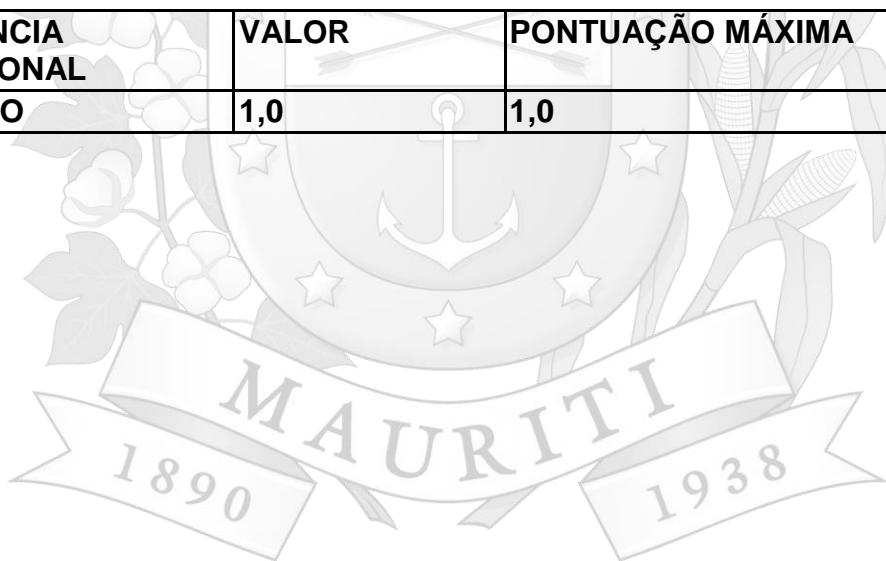 NCIA VALOR PONTUAÇÃO MÁXIMA
ONAL
O 1,0 1,0
MAURITI
1890 1938